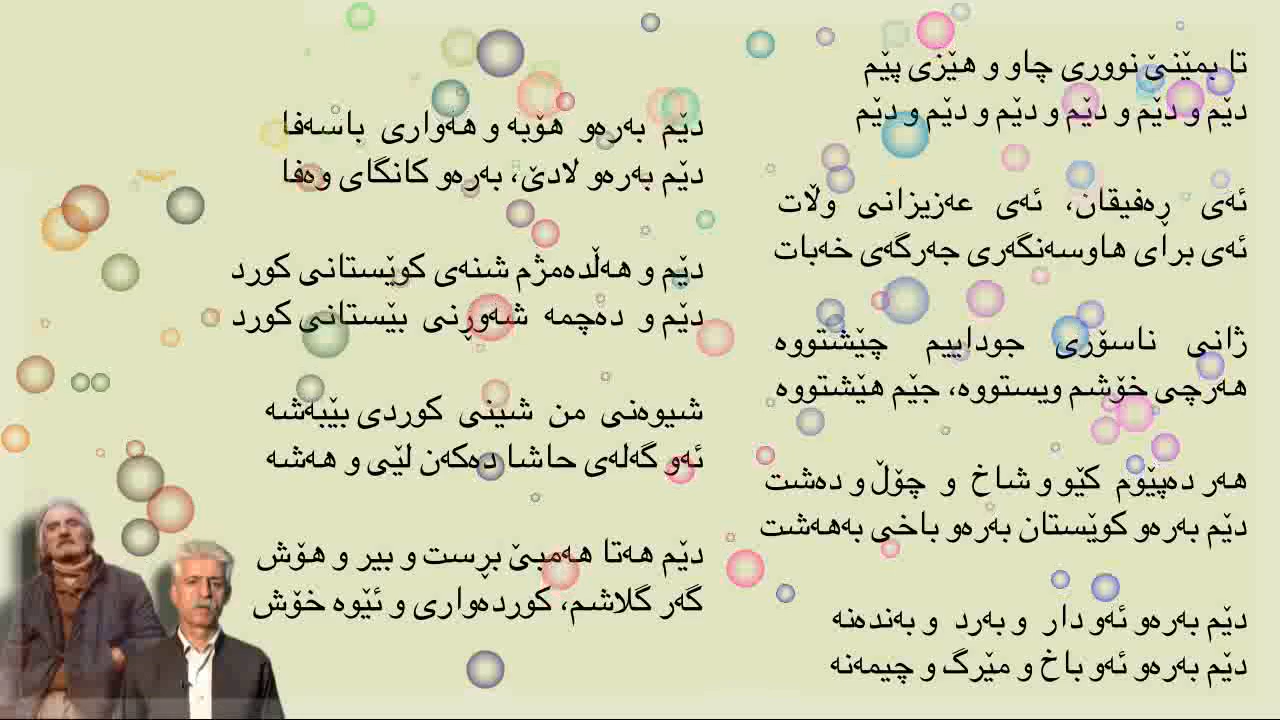 تا بمێنێ نووری چاو و هێزی پێم
دێم و دێم و دێم و دێم و دێم و دێم
ئەی ڕەفیقان، ئەی عەزیزانی وڵات
ئەی برای هاوسەنگەری جەرگەی خەبات
ژانی ناسۆری جوداییم چێشتووە
هەرچی خۆشم ویستووە، جێم هێشتووە
هەر دەپێوم کێو و شاخ و چۆڵ و دەشت
دێم بەرەو کوێستان بەرەو باخی بەهەشت
دێم بەرەو ئەو دار و بەرد و بەندەنە
دێم بەرەو ئەو باخ و مێرگ و چیمەنە
دێم بەرەو هۆبە و هەواری باسەفا
دێم بەرەو لادێ، بەرەو کانگای وەفا
دێم و هەڵدەمژم شنەی کوێستانی کورد
دێم و دەچمە شەوڕنی بێستانی کورد
شیوەنی من شینی کوردی بێبەشە
ئەو گەلەی حاشا دەکەن لێی و هەشە
دێم هەتا هەمبێ بڕست و بیر و هۆش
گەر گلاشم، کوردەواری و ئێوە خۆش